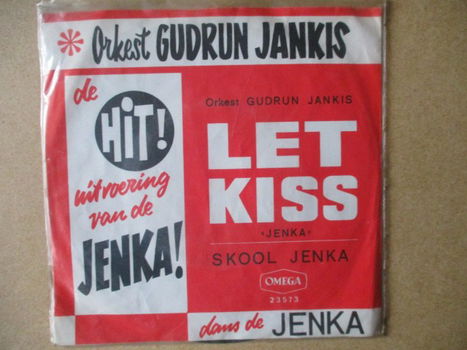 * Orkest GUDRUN JANKIS
de
HiT!
uitvoering
van de
JENKA!
Orkest GUDRUN JANKIS
LET
KISS
«JENKA»
SKOOL JENKA
OMEGA
23573
dans de JENKA